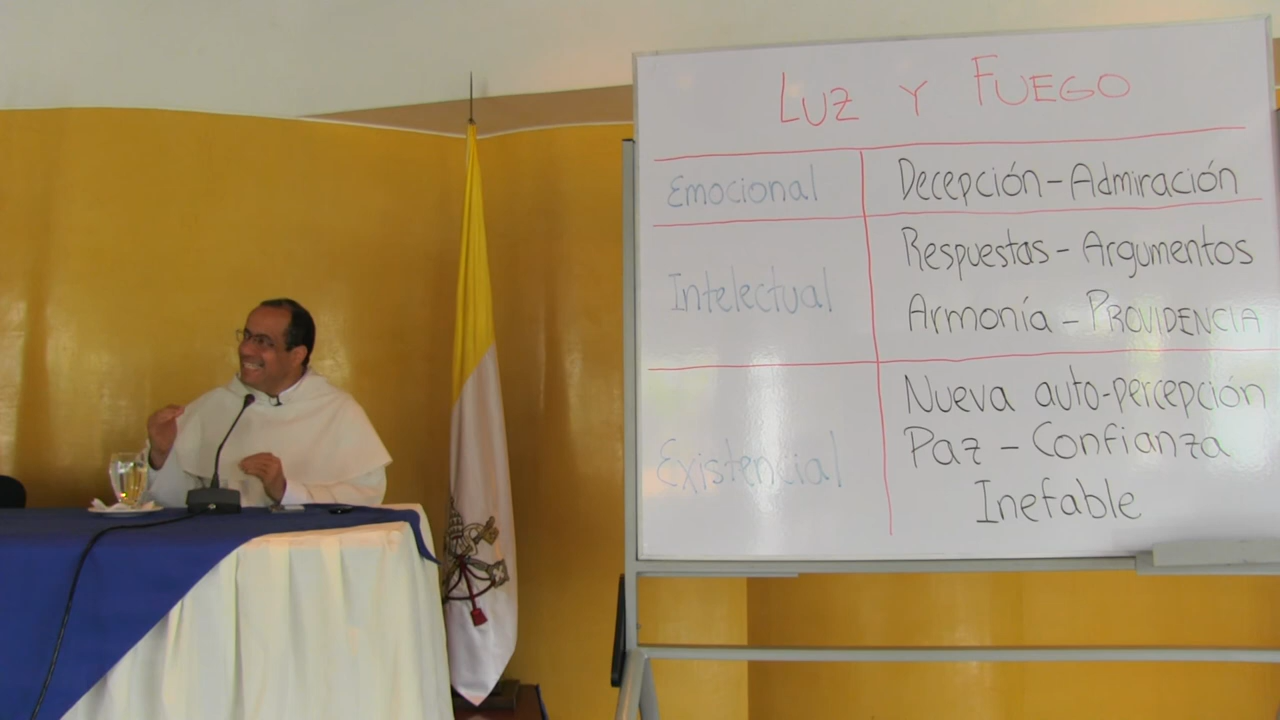 LUZ Y FUEGO
Emocional
Decepción - Admiración
Intelectual
Respuestas - Argumentos
Armonía - PROVIDENCIA
Existencial
Nueva auto-percepción
Paz - Confianza
Inefable